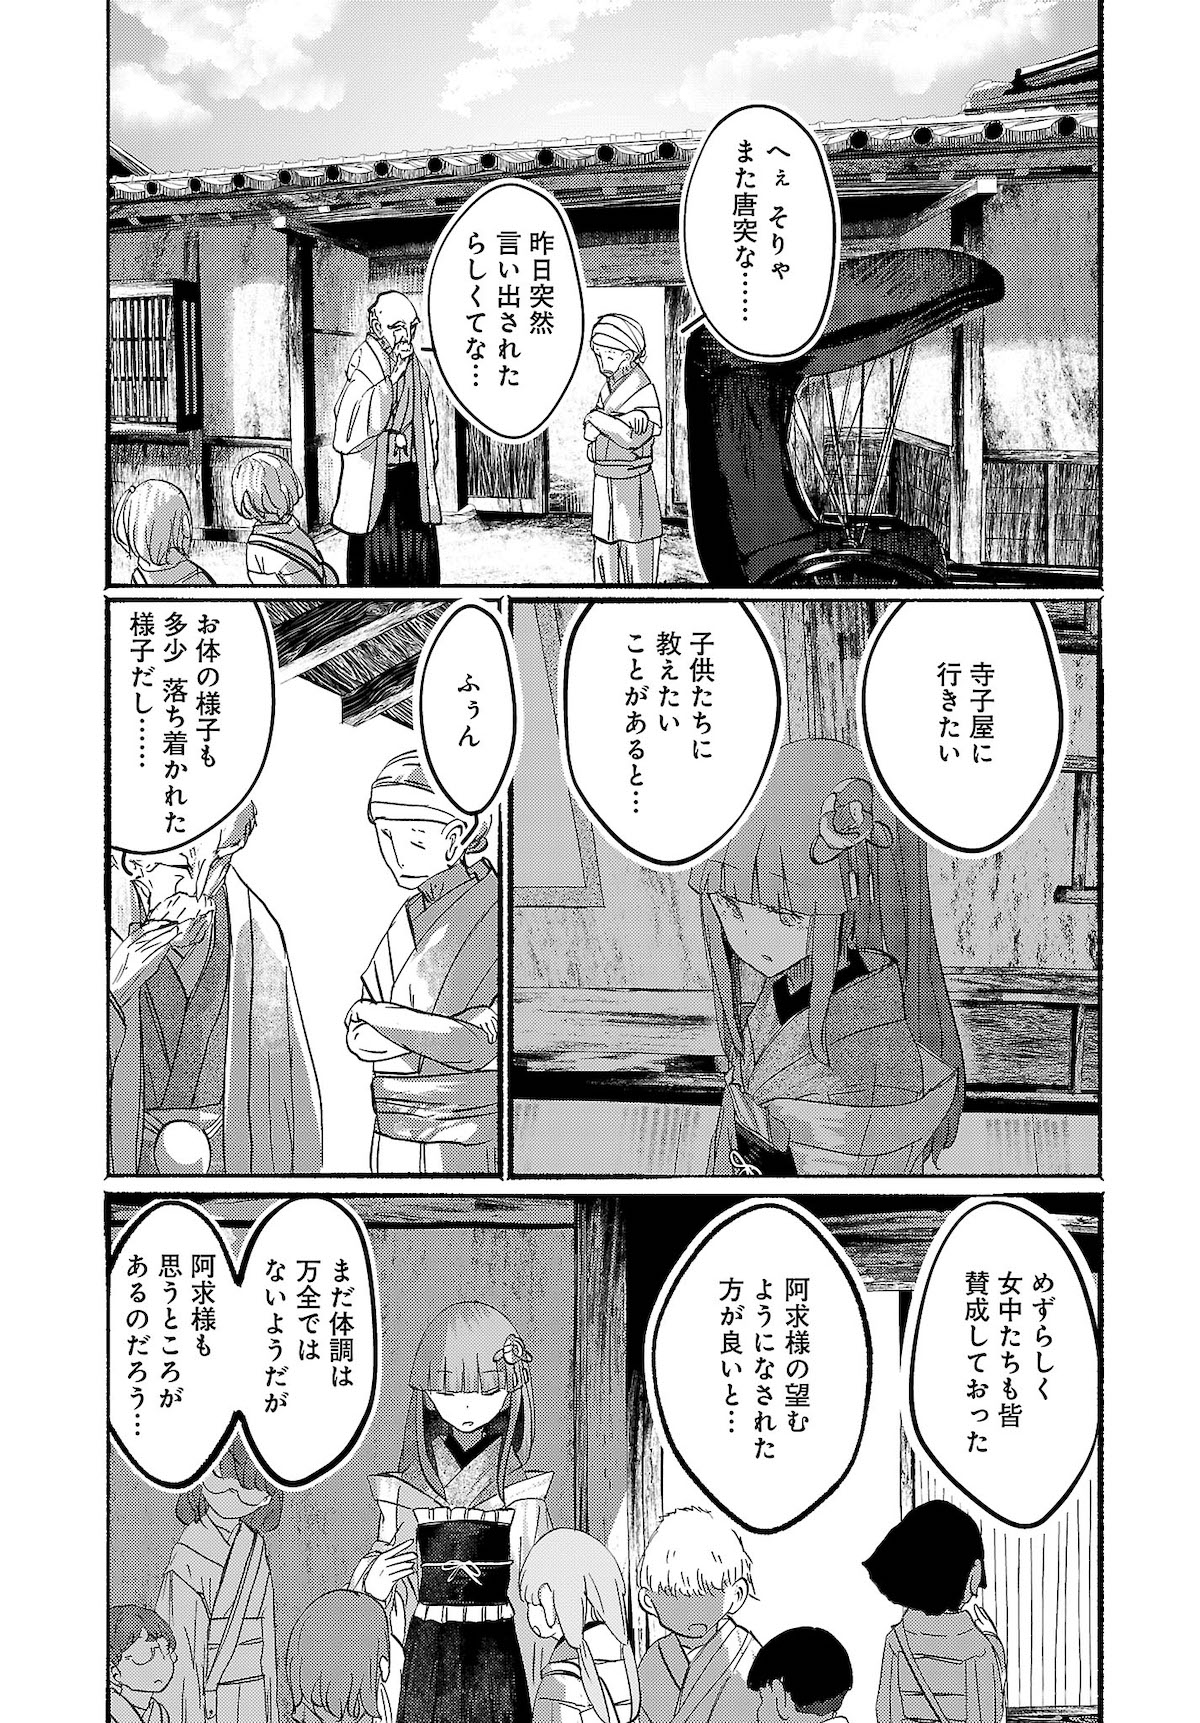 へぇ そりゃ
また唐突な……
昨日突然
言い出された
らしくてな…
寺子屋に
行きたい
子供たちに
教えたい
ことがあると…
ふぅん
お体の様子も
多少 落ち着かれた
様子だし……
めずらしく
女中たちも皆
賛成しておった
阿求様の望む
ようになされた
方が良いと…
まだ体調は
万全では
ないようだが
阿求様も
思うところが
あるのだろう…